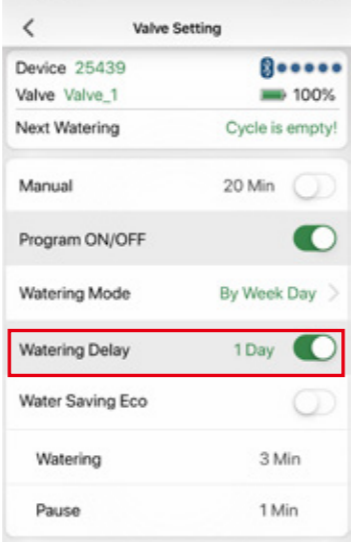 Valve Setting
Device 25439
Valve Valve_1 100%
Next Watering Cycle is empty!
Manual 20 Min
Program ON/OFF
Watering Mode By Week Day
Watering Delay 1 Day
Water Saving Eco
Watering 3 Min
Pause 1 Min